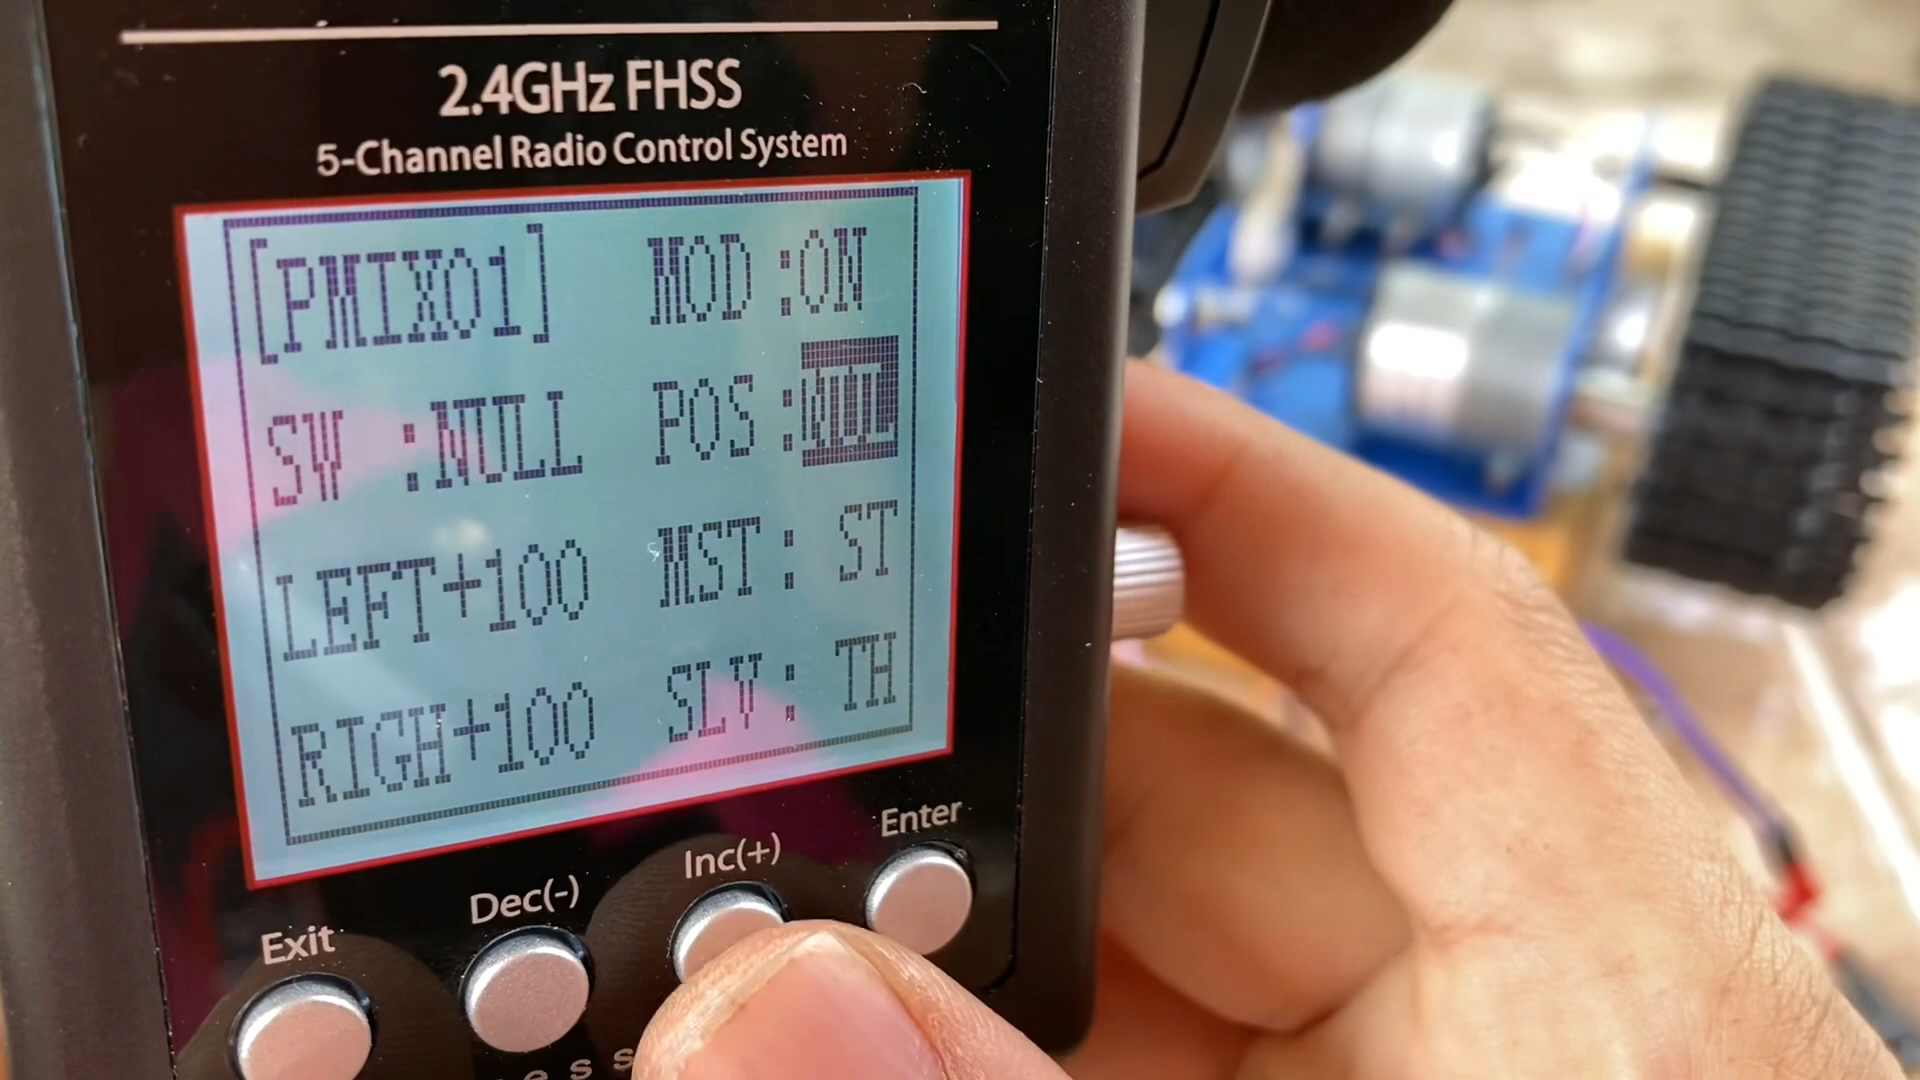 2.4GHz FHSS
5-Channel Radio Control System
[PMIX01] MOD:ON
SW :NULL POS:NUL
LEFT+100 MST: ST
RIGH+100 SLV: TH
Exit Dec(-) Inc(+) Enter